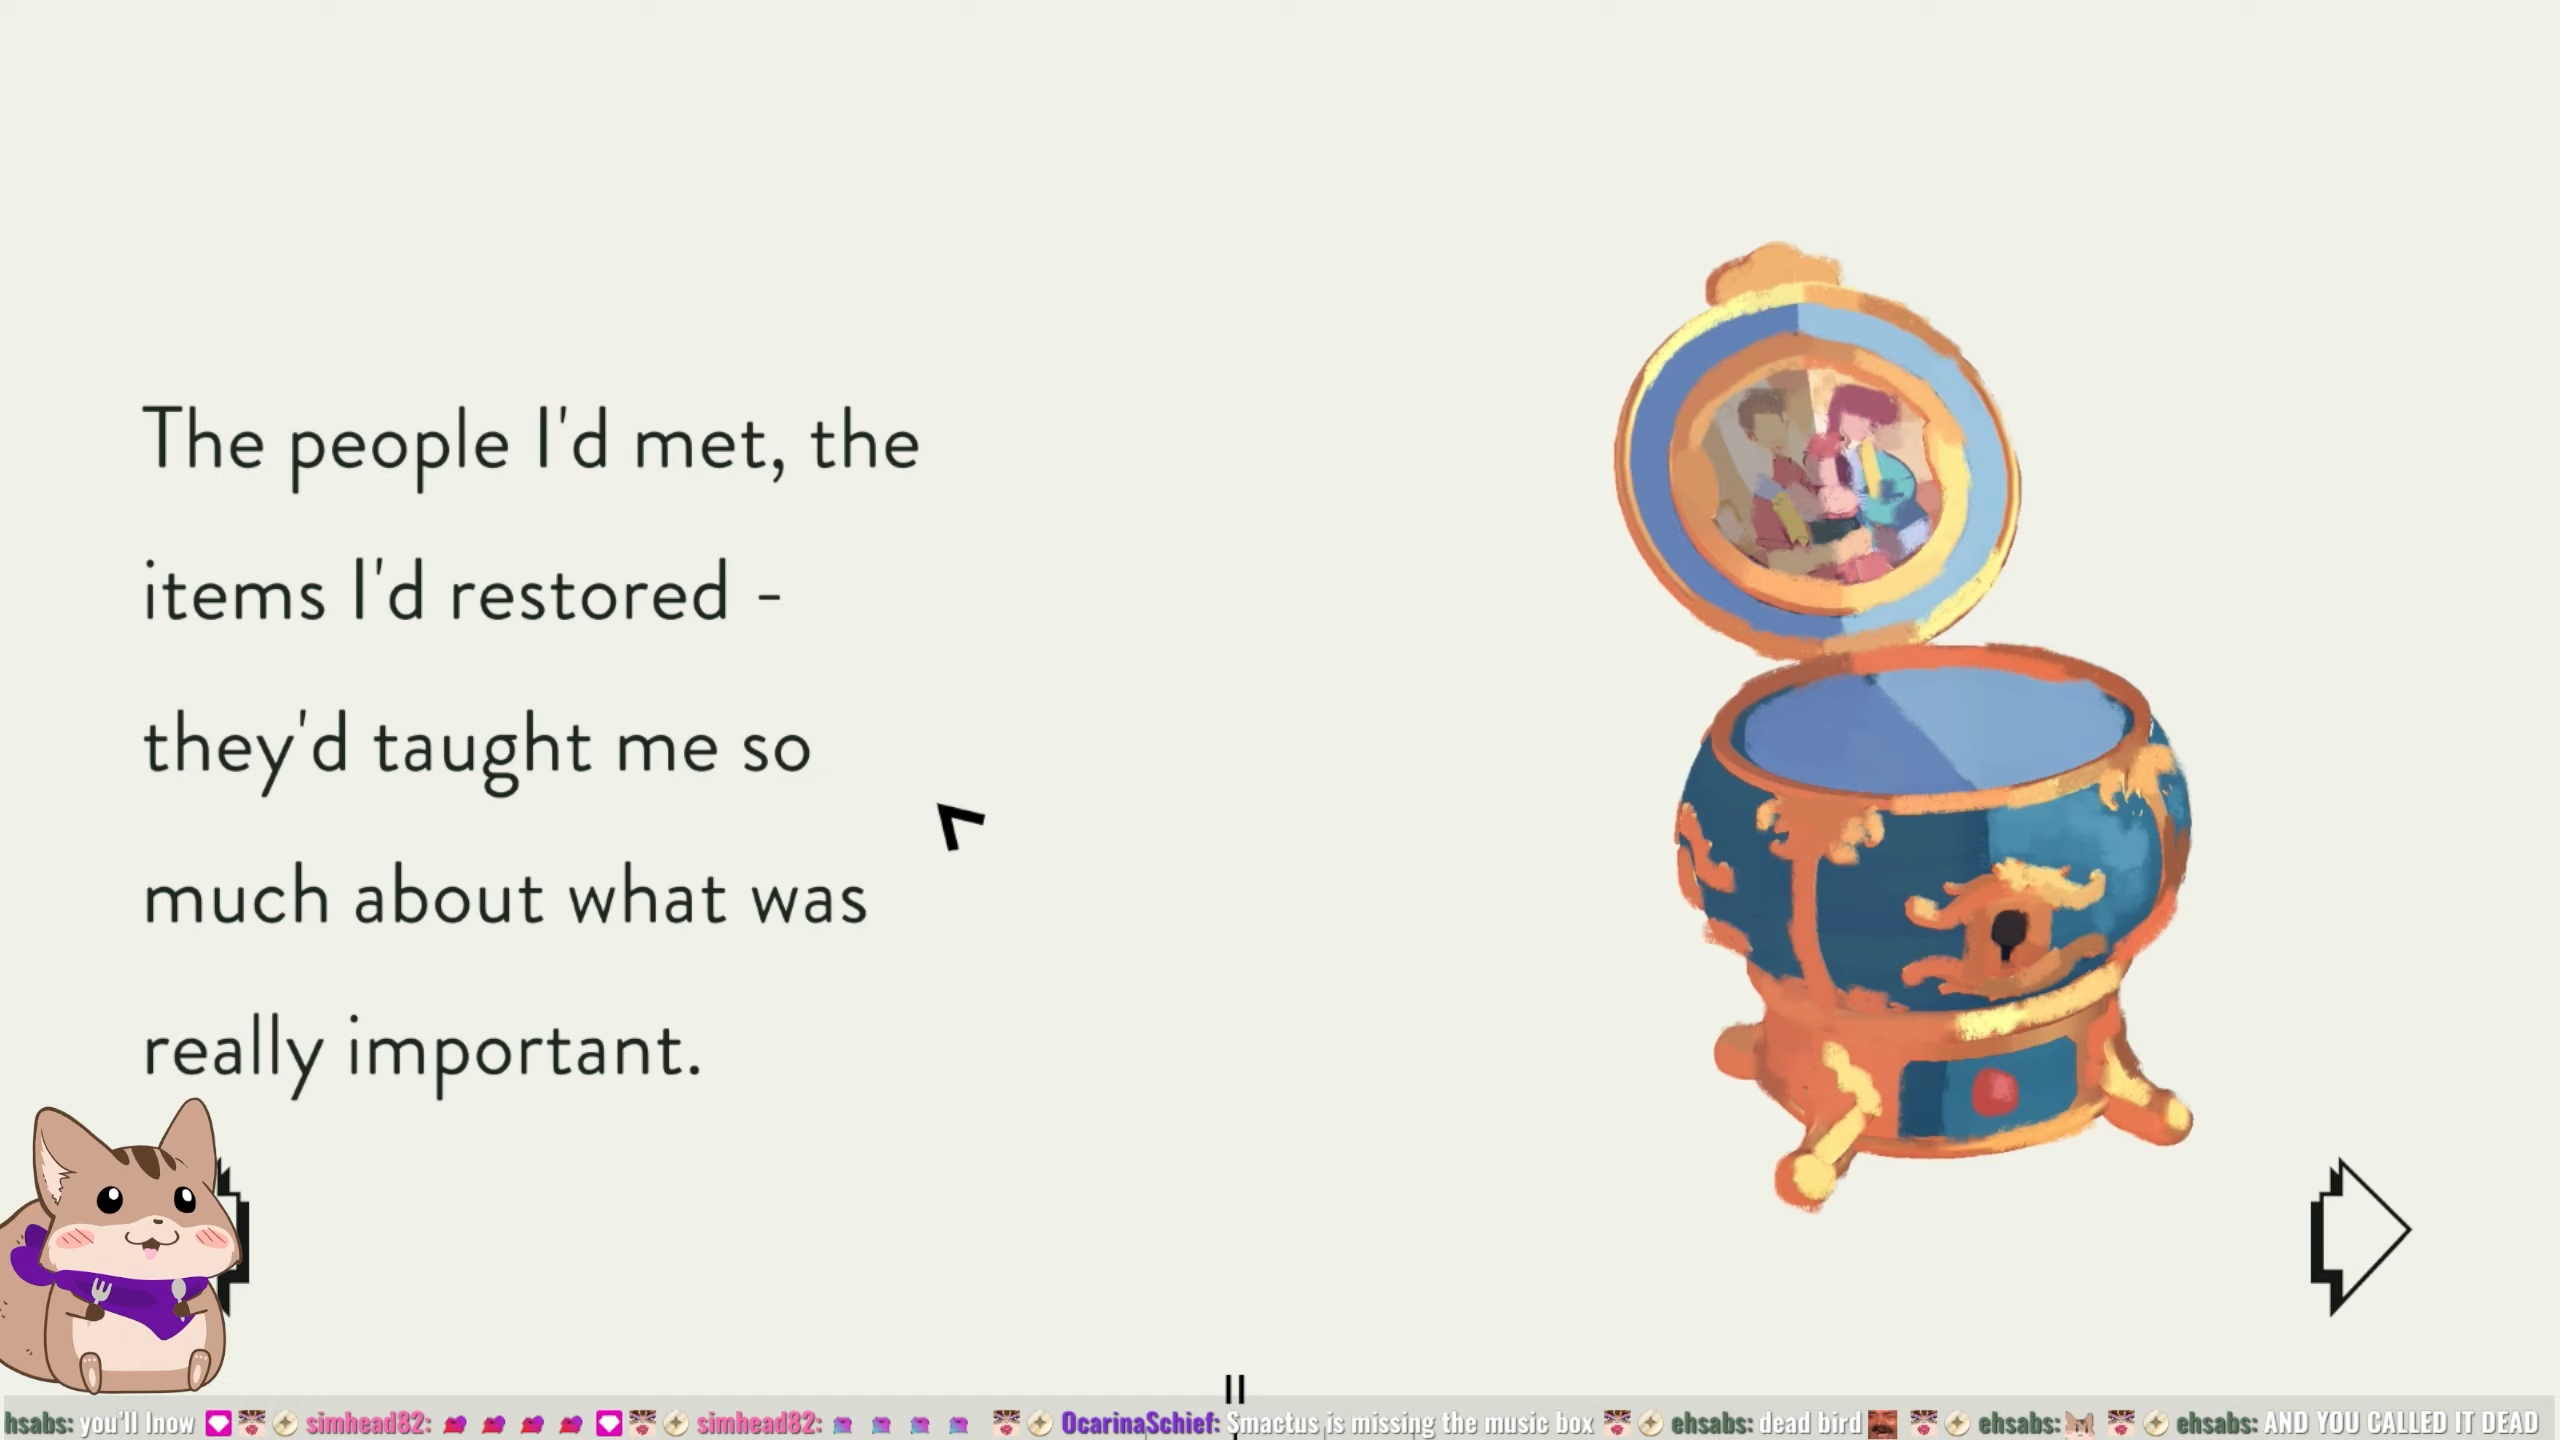 The people I'd met, the
items I'd restored -
they'd taught me so
much about what was
really important.
hsabs: you'll lnow simhead82: simhead82: OcarinaSchief: Smactus is missing the music box ehsabs: dead bird ehsabs: ehsabs: AND YOU CALLED IT DEAD